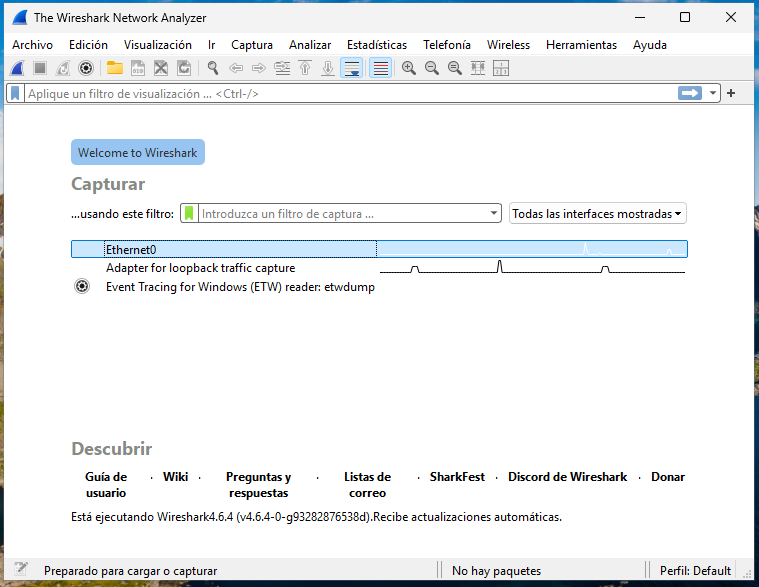 The Wireshark Network Analyzer
Archivo Edición Visualización Ir Captura Analizar Estadísticas Telefonía Wireless Herramientas Ayuda
Aplique un filtro de visualización ... <Ctrl-/>
Welcome to Wireshark
Capturar
...usando este filtro: Introduzca un filtro de captura ... Todas las interfaces mostradas
Ethernet0
Adapter for loopback traffic capture
Event Tracing for Windows (ETW) reader: etwdump
Descubrir
Guía de usuario · Wiki · Preguntas y respuestas · Listas de correo · SharkFest · Discord de Wireshark · Donar
Está ejecutando Wireshark4.6.4 (v4.6.4-0-g93282876538d).Recibe actualizaciones automáticas.
Preparado para cargar o capturar No hay paquetes Perfil: Default